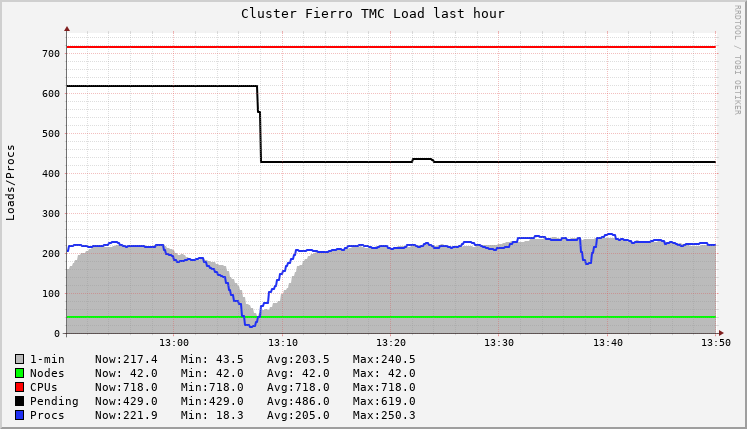 Cluster Fierro TMC Load last hour
RRDTOOL / TOBI OETIKER
Loads/Procs
700
600
500
400
300
200
100
0
13:00 13:10 13:20 13:30 13:40 13:50
1-min Now:217.4 Min: 43.5 Avg:203.5 Max:240.5
Nodes Now: 42.0 Min: 42.0 Avg: 42.0 Max: 42.0
CPUs Now:718.0 Min:718.0 Avg:718.0 Max:718.0
Pending Now:429.0 Min:429.0 Avg:486.0 Max:619.0
Procs Now:221.9 Min: 18.3 Avg:205.0 Max:250.3